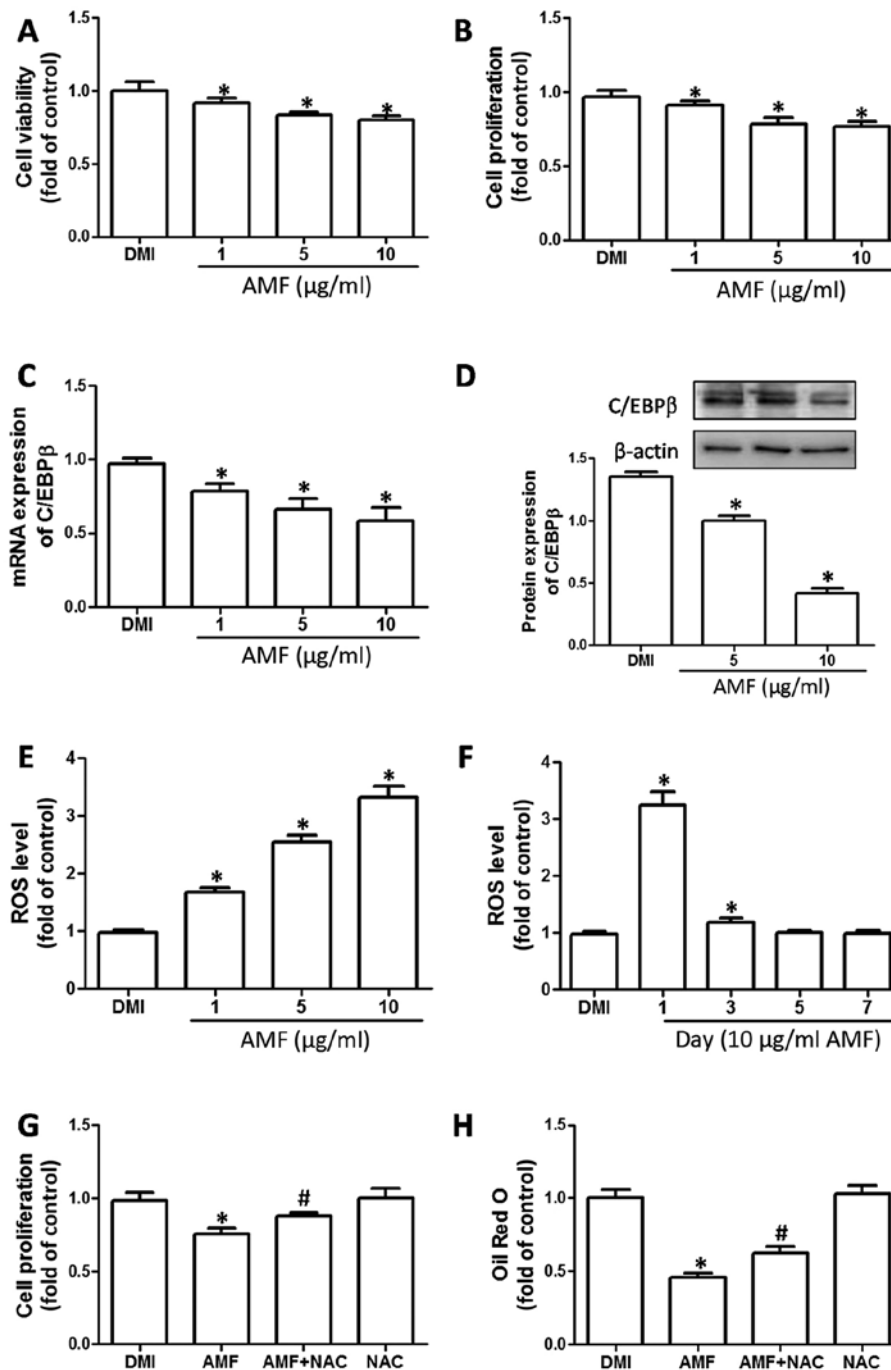 A
Cell viability
(fold of control)
1.5
1.0
0.5
0.0
*
*
*
DMI 1 5 10
AMF (μg/ml)
B
Cell proliferation
(fold of control)
1.5
1.0
0.5
0.0
*
*
*
DMI 1 5 10
AMF (μg/ml)
C
mRNA expression
of C/EBPβ
1.5
1.0
0.5
0.0
*
*
*
DMI 1 5 10
AMF (μg/ml)
D
C/EBPβ
β-actin
Protein expression
of C/EBPβ
1.5
1.0
0.5
0.0
*
*
DMI 5 10
AMF (μg/ml)
E
ROS level
(fold of control)
4
3
2
1
0
*
*
*
DMI 1 5 10
AMF (μg/ml)
F
ROS level
(fold of control)
4
3
2
1
0
*
*
DMI 1 3 5 7
Day (10 μg/ml AMF)
G
Cell proliferation
(fold of control)
1.5
1.0
0.5
0.0
*
#
DMI AMF AMF+NAC NAC
H
Oil Red O
(fold of control)
1.5
1.0
0.5
0.0
*
#
DMI AMF AMF+NAC NAC